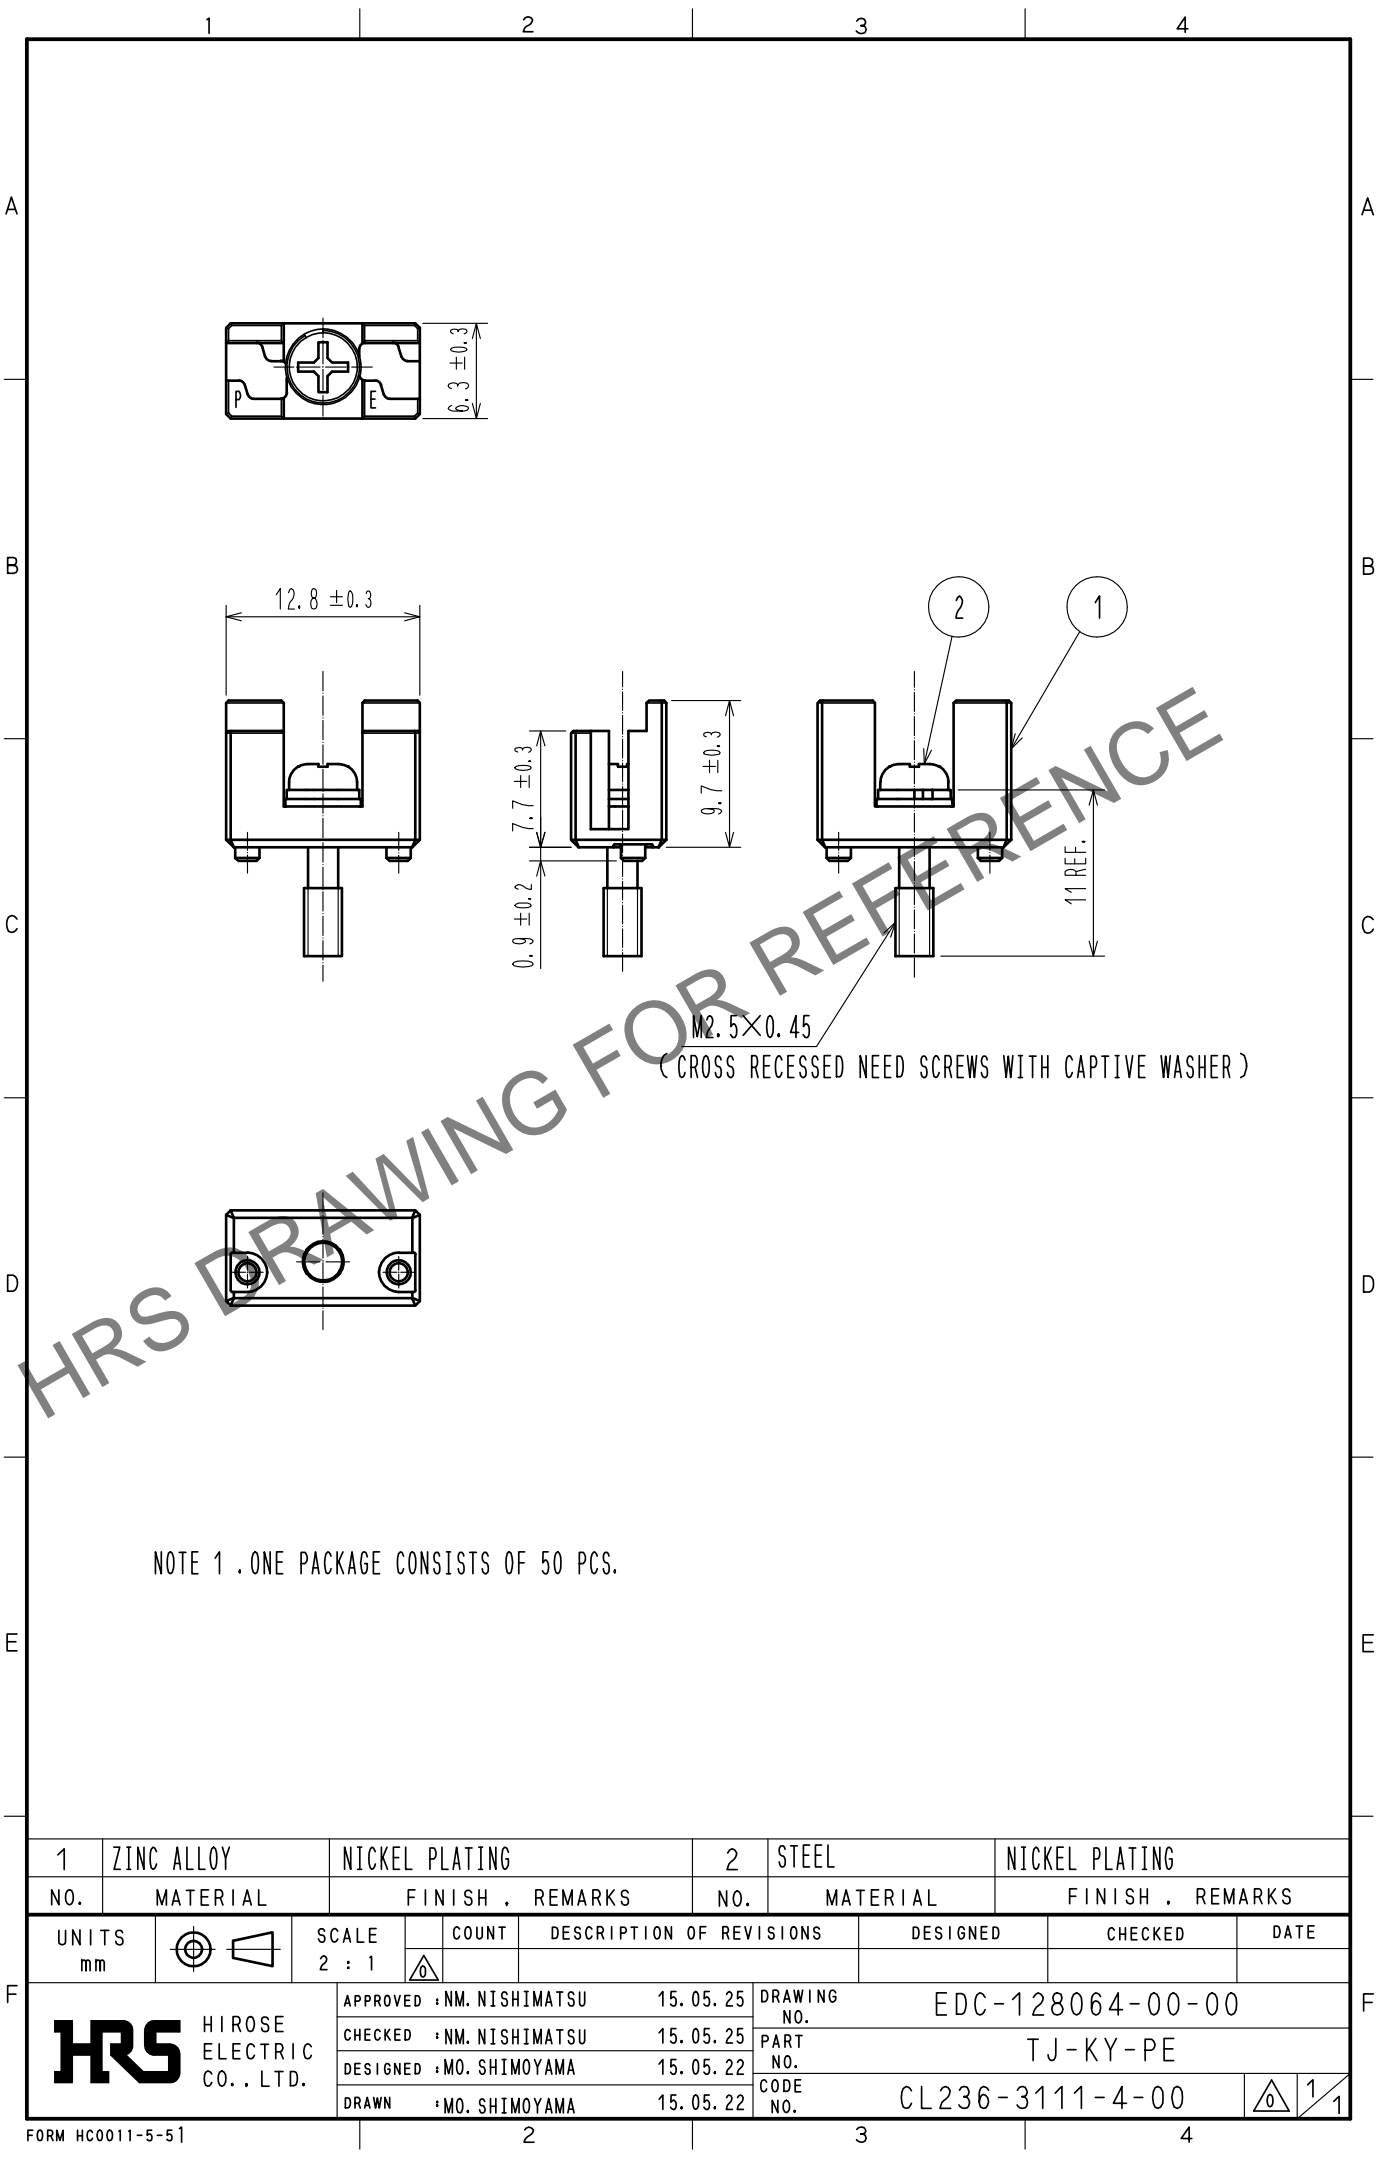 1 2 3 4
A A
6.3 ±0.3
P E
B B
12.8 ±0.3
2 1
7.7 ±0.3
9.7 ±0.3
0.9 ±0.2
11 REF.
C C
M2.5×0.45
(CROSS RECESSED NEED SCREWS WITH CAPTIVE WASHER)
HRS DRAWING FOR REFERENCE
D D
NOTE 1 .ONE PACKAGE CONSISTS OF 50 PCS.
E E
1 ZINC ALLOY NICKEL PLATING 2 STEEL NICKEL PLATING
NO. MATERIAL FINISH , REMARKS NO. MATERIAL FINISH , REMARKS
UNITS
mm
SCALE
2 : 1
COUNT DESCRIPTION OF REVISIONS DESIGNED CHECKED DATE
0
F F
HRS
HIROSE
ELECTRIC
CO., LTD.
APPROVED :NM.NISHIMATSU 15.05.25
CHECKED :NM.NISHIMATSU 15.05.25
DESIGNED :MO.SHIMOYAMA 15.05.22
DRAWN :MO.SHIMOYAMA 15.05.22
DRAWING
NO.
EDC-128064-00-00
PART
NO.
TJ-KY-PE
CODE
NO.
CL236-3111-4-00
0
1/1
FORM HC0011-5-51
2 3 4